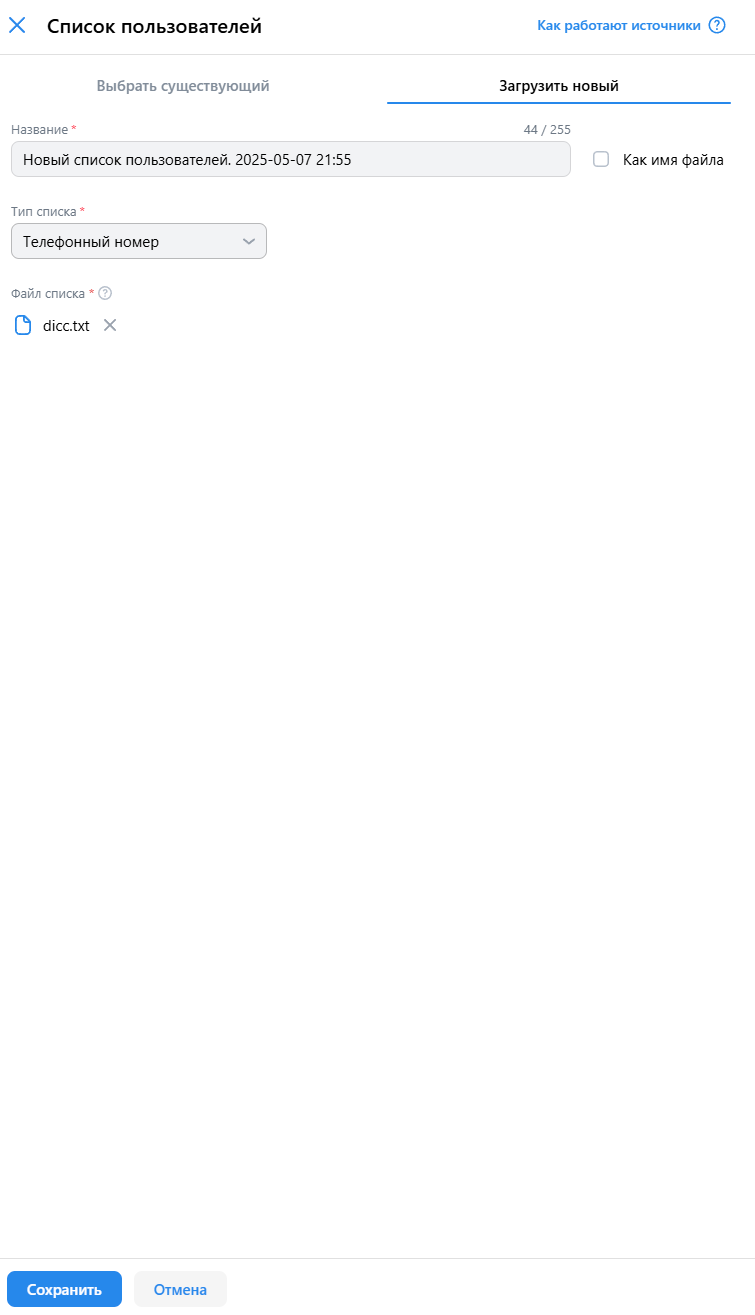 Список пользователей
Как работают источники ?
Выбрать существующий
Загрузить новый
Название *
44 / 255
Новый список пользователей. 2025-05-07 21:55
Как имя файла
Тип списка *
Телефонный номер
Файл списка * ?
dicc.txt
Сохранить
Отмена